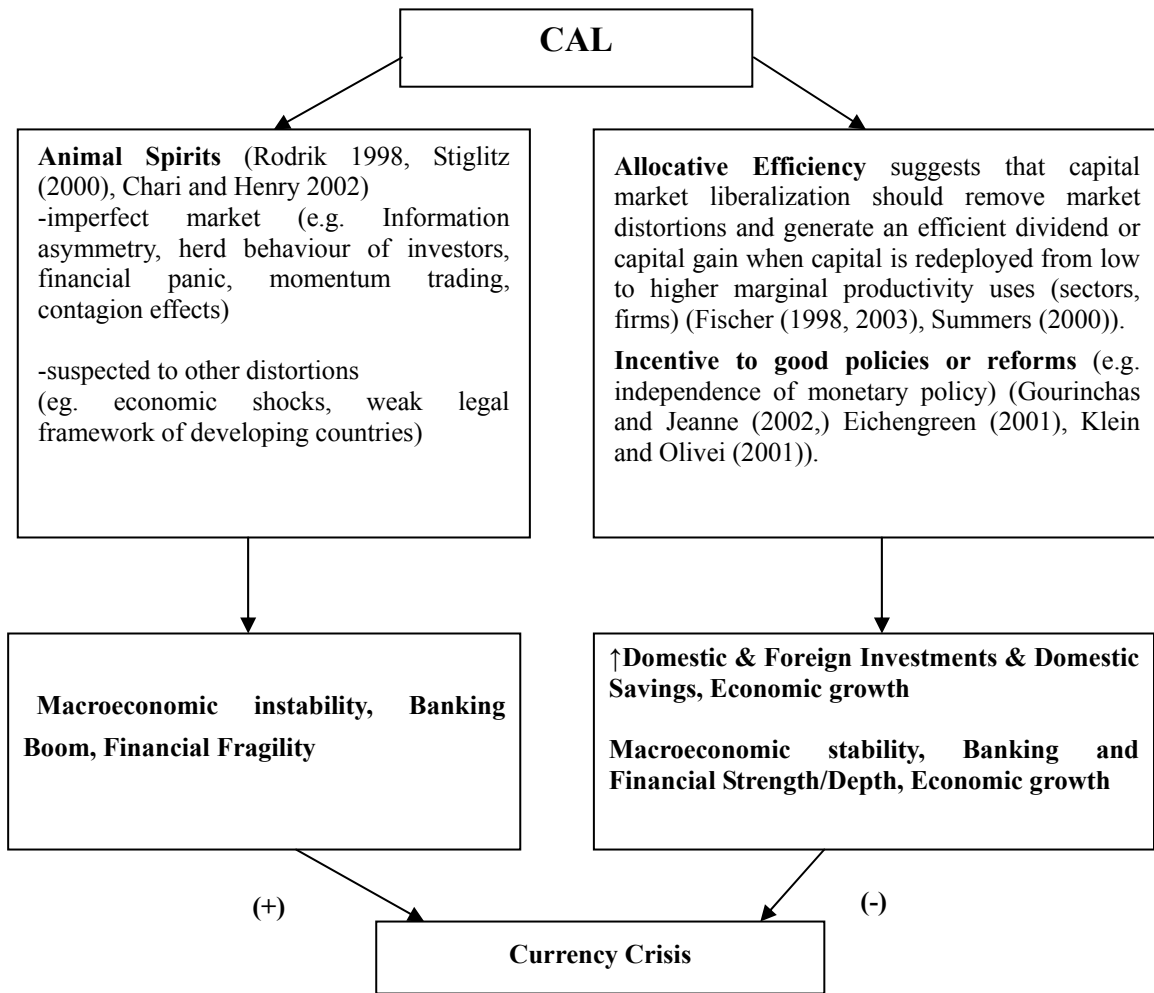 CAL
Animal Spirits (Rodrik 1998, Stiglitz
(2000), Chari and Henry 2002)
-imperfect market (e.g. Information
asymmetry, herd behaviour of investors,
financial panic, momentum trading,
contagion effects)
-suspected to other distortions
(eg. economic shocks, weak legal
framework of developing countries)
Allocative Efficiency suggests that capital
market liberalization should remove market
distortions and generate an efficient dividend or
capital gain when capital is redeployed from low
to higher marginal productivity uses (sectors,
firms) (Fischer (1998, 2003), Summers (2000)).
Incentive to good policies or reforms (e.g.
independence of monetary policy) (Gourinchas
and Jeanne (2002,) Eichengreen (2001), Klein
and Olivei (2001)).
Macroeconomic instability, Banking
Boom, Financial Fragility
↑Domestic & Foreign Investments & Domestic
Savings, Economic growth
Macroeconomic stability, Banking and
Financial Strength/Depth, Economic growth
(+)
(-)
Currency Crisis